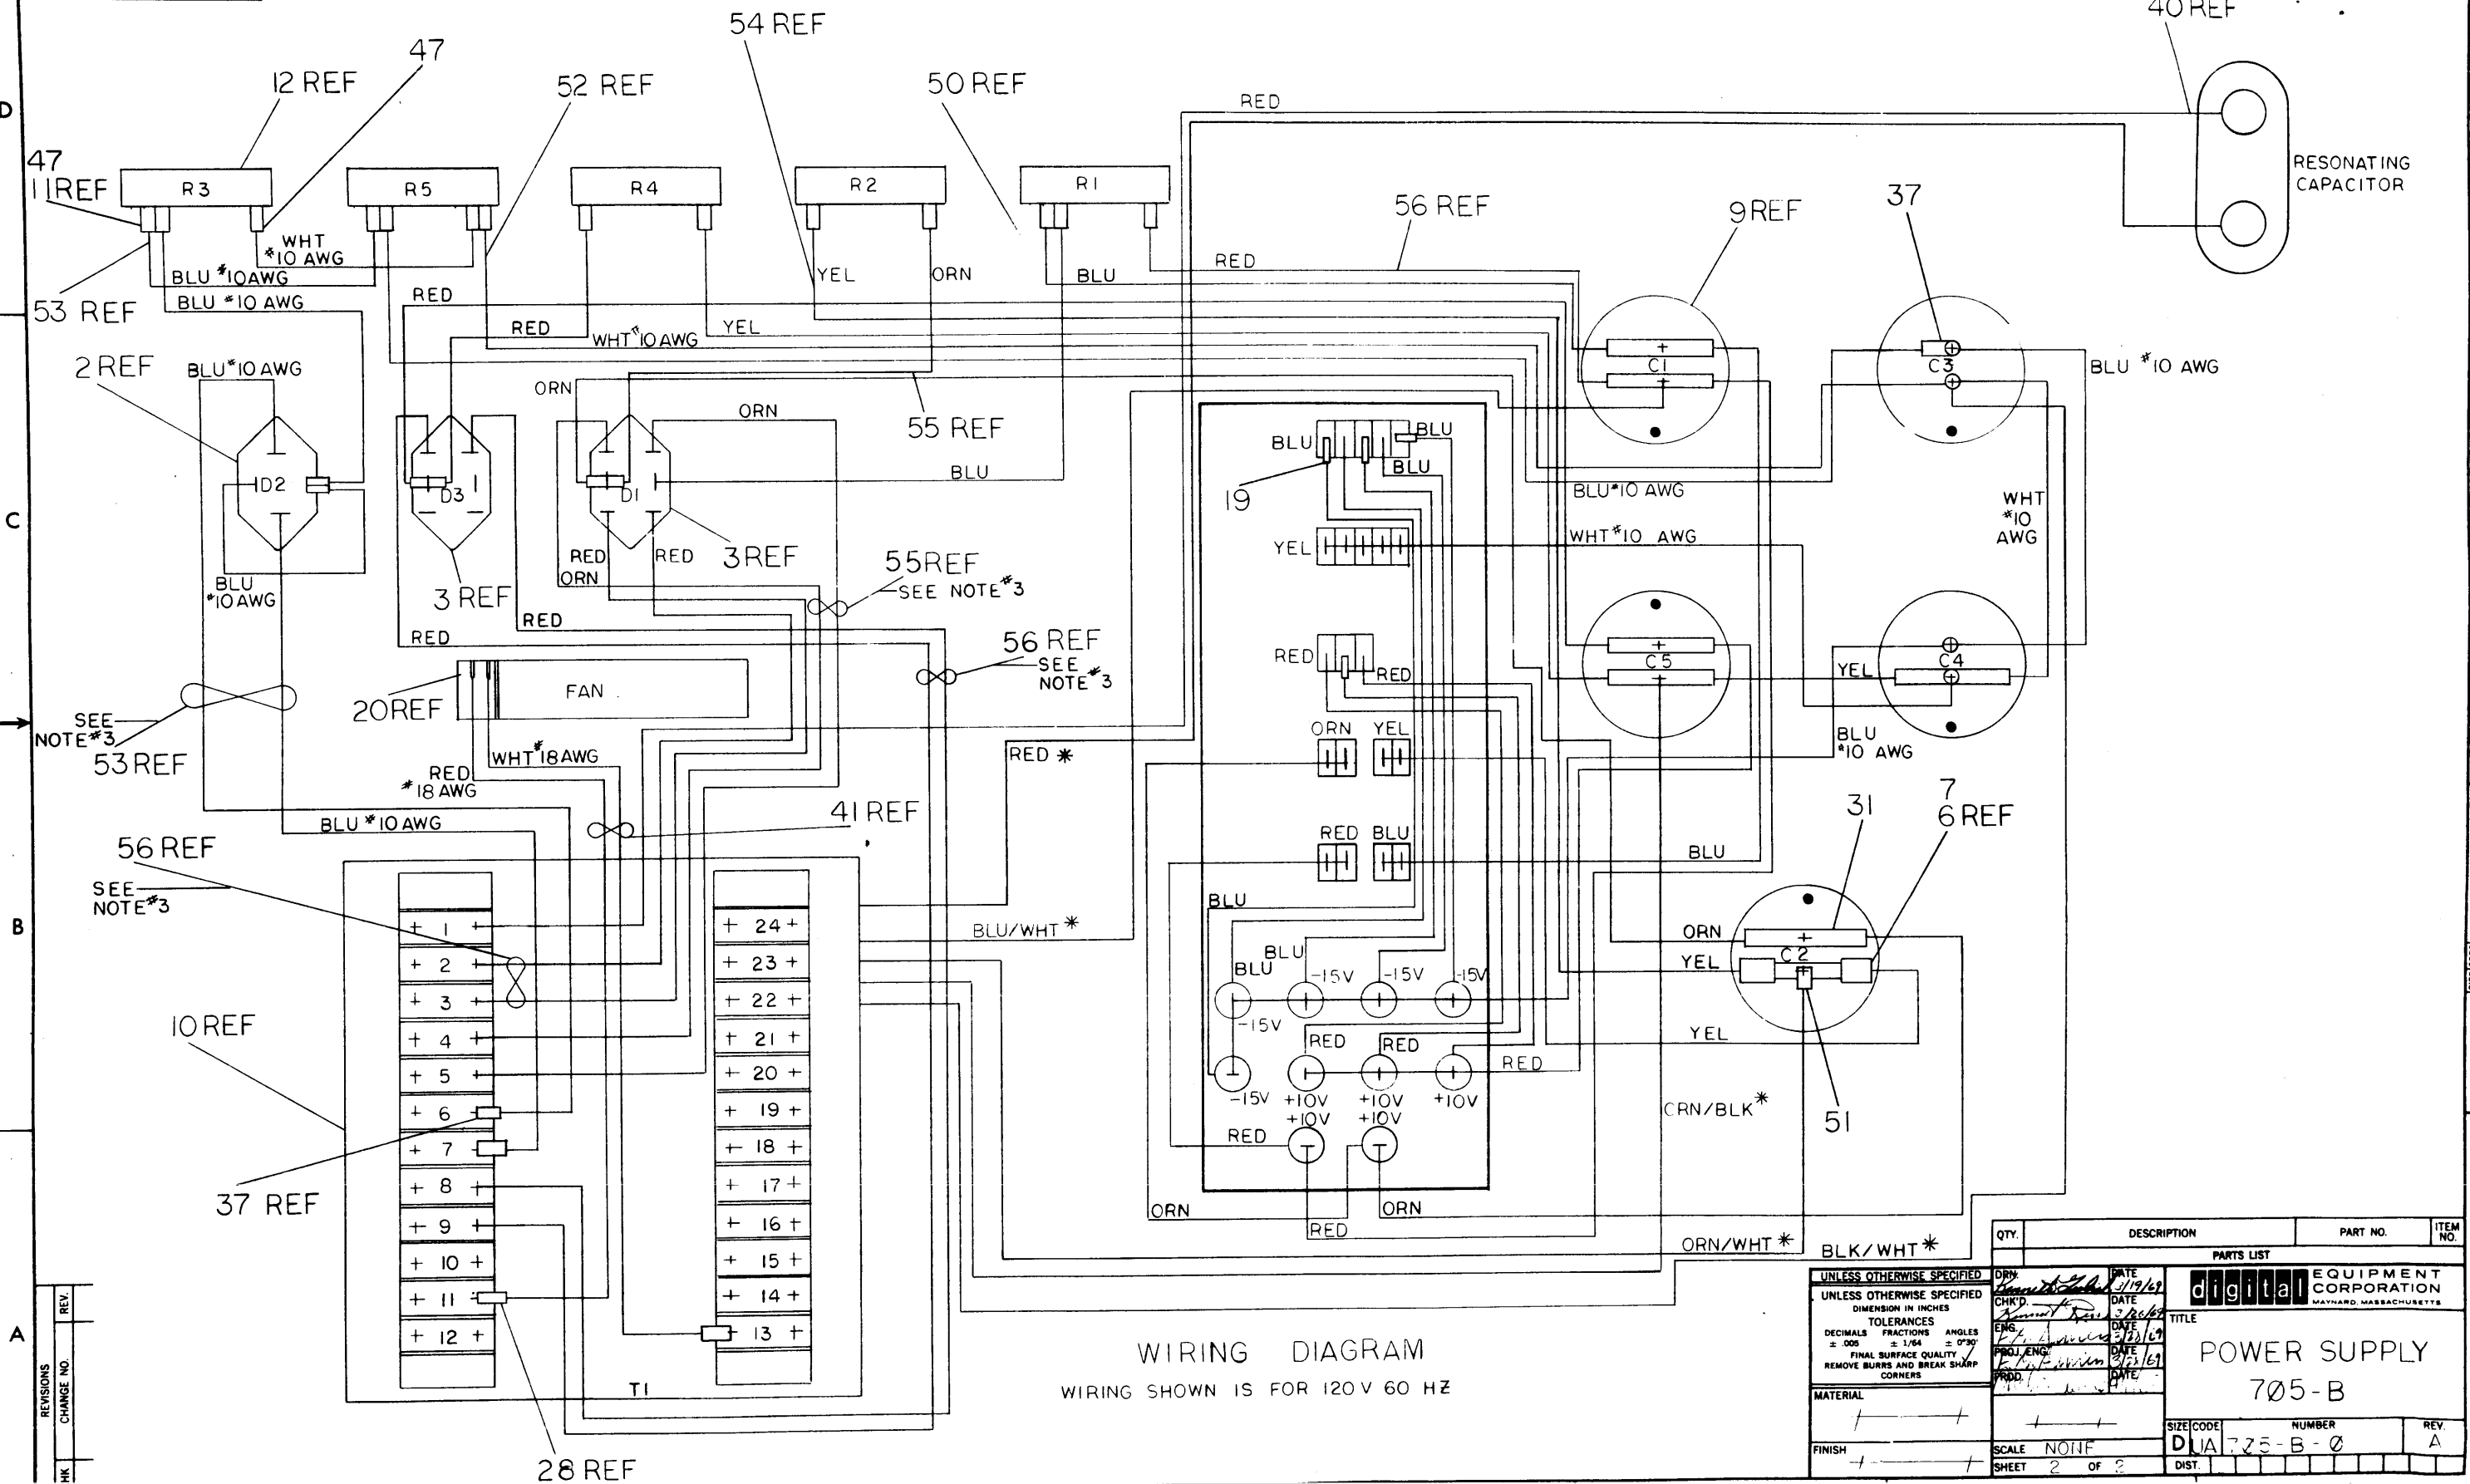 54 REF
40 REF
47
12 REF
52 REF
50 REF
RED
D
47
11 REF
R3
R5
R4
R2
R1
RESONATING
CAPACITOR
37
9 REF
56 REF
WHT
#10 AWG
BLU #10 AWG
BLU #10 AWG
53 REF
YEL
ORN
BLU
RED
RED
RED
WHT #10 AWG
YEL
2 REF
BLU #10 AWG
ORN
ORN
55 REF
C1
C3
BLU #10 AWG
BLU
BLU
BLU
D2
D3
D1
BLU
19
BLU #10 AWG
WHT
#10
AWG
C
YEL
WHT #10 AWG
RED
RED
3 REF
ORN
55 REF
SEE NOTE #3
BLU
#10 AWG
3 REF
RED
RED
56 REF
SEE
NOTE #3
RED
RED
C5
YEL
C4
20 REF
FAN
SEE
NOTE #3
53 REF
ORN
YEL
BLU
#10 AWG
WHT #18 AWG
RED
#18 AWG
RED *
41 REF
BLU #10 AWG
31
7
6 REF
56 REF
SEE
NOTE #3
RED
BLU
BLU
B
BLU
BLU/WHT *
BLU
BLU
ORN
YEL
C2
1
2
3
4
5
6
7
8
9
10
11
12
24
23
22
21
20
19
18
17
16
15
14
13
-15V
-15V
-15V
-15V
10 REF
RED
RED
YEL
RED
-15V
+10V
+10V
+10V
+10V
+10V
ORN/BLK *
51
RED
37 REF
ORN
ORN
RED
ORN/WHT *
BLK/WHT *
T1
28 REF
A
WIRING DIAGRAM
WIRING SHOWN IS FOR 120V 60 HZ
REVISIONS
CHANGE NO.
REV.
QTY.
DESCRIPTION
PART NO.
ITEM NO.
PARTS LIST
UNLESS OTHERWISE SPECIFIED
UNLESS OTHERWISE SPECIFIED
DIMENSION IN INCHES
TOLERANCES
DECIMALS FRACTIONS ANGLES
± .005 ± 1/64 ± 0°30'
FINAL SURFACE QUALITY
REMOVE BURRS AND BREAK SHARP
CORNERS
MATERIAL
FINISH
DRN.
DATE
3/19/69
CHK'D.
DATE
ENG.
DATE
PROJ. ENG.
DATE
PROD.
DATE
SCALE NONE
SHEET 2 OF 2
digital EQUIPMENT
CORPORATION
MAYNARD, MASSACHUSETTS
TITLE
POWER SUPPLY
705-B
SIZE CODE
NUMBER
REV.
D UA 705-B-0 A
DIST.